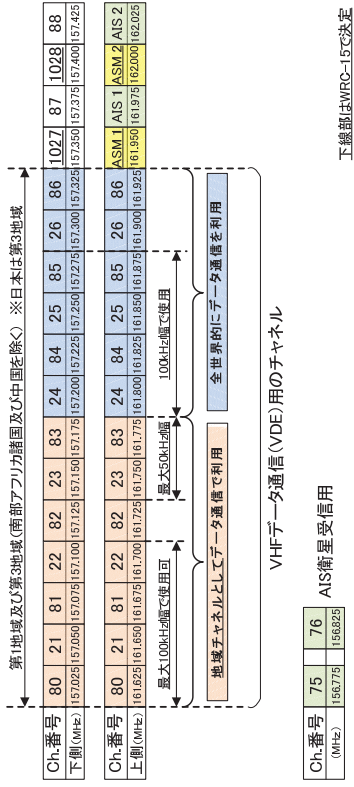 第1地域及び第3地域(南部アフリカ諸国及び中国を除く) ※日本は第3地域
Ch.番号 80 21 81 22 82 23 83 24 84 25 85 26 86 1027 87 1028 88
下側(MHz) 157.025 157.050 157.075 157.100 157.125 157.150 157.175 157.200 157.225 157.250 157.275 157.300 157.325 157.350 157.375 157.400 157.425
Ch.番号 80 21 81 22 82 23 83 24 84 25 85 26 86 ASM 1 AIS 1 ASM 2 AIS 2
上側(MHz) 161.625 161.650 161.675 161.700 161.725 161.750 161.775 161.800 161.825 161.850 161.875 161.900 161.925 161.950 161.975 162.000 162.025
最大100kHz幅で使用可 最大50kHz幅 100kHz幅で使用
地域チャネルとしてデータ通信で利用 全世界的にデータ通信を利用
VHFデータ通信(VDE)用のチャネル
Ch.番号 75 76 AIS衛星受信用
(MHz) 156.775 156.825
下線部はWRC-15で決定